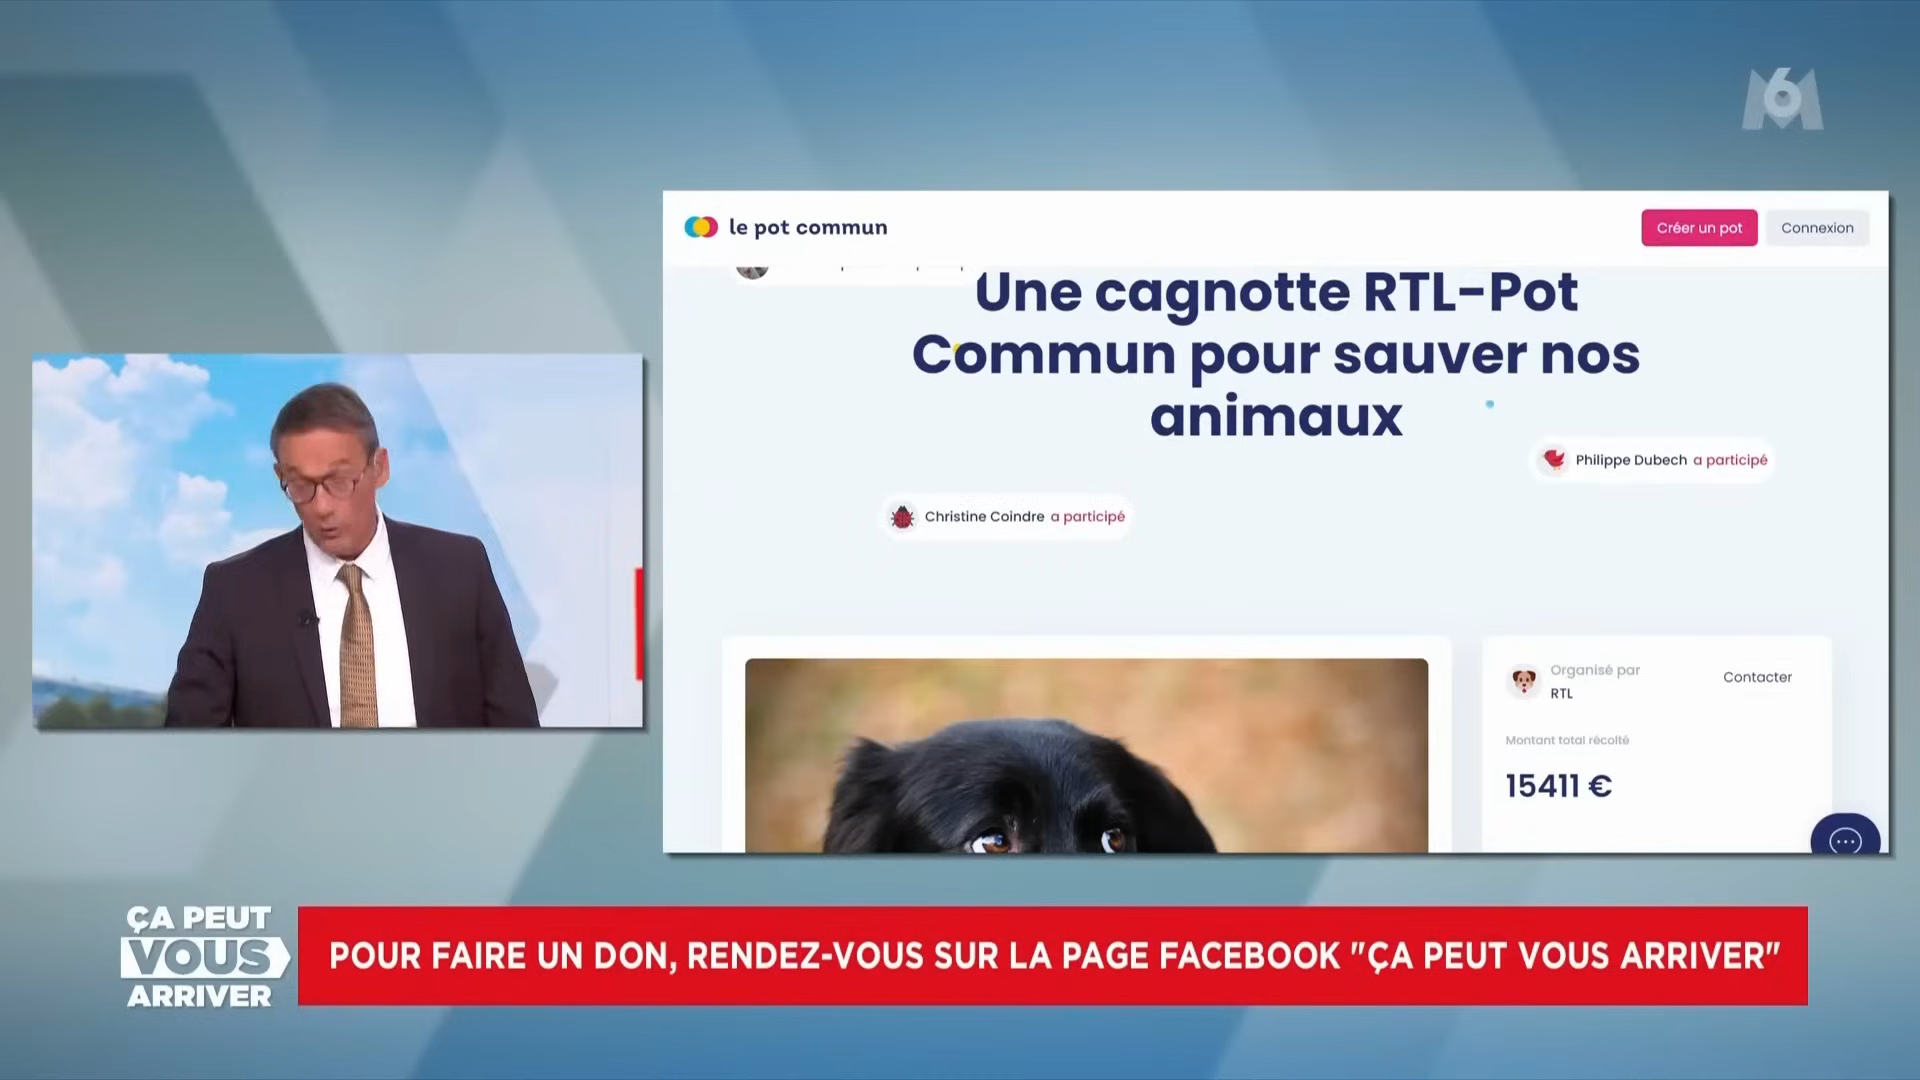 M6
le pot commun
Créer un pot
Connexion
Une cagnotte RTL-Pot
Commun pour sauver nos
animaux
Philippe Dubech a participé
Christine Coindre a participé
Organisé par
RTL
Contacter
Montant total récolté
15411 €
ÇA PEUT
VOUS
ARRIVER
POUR FAIRE UN DON, RENDEZ-VOUS SUR LA PAGE FACEBOOK "ÇA PEUT VOUS ARRIVER"